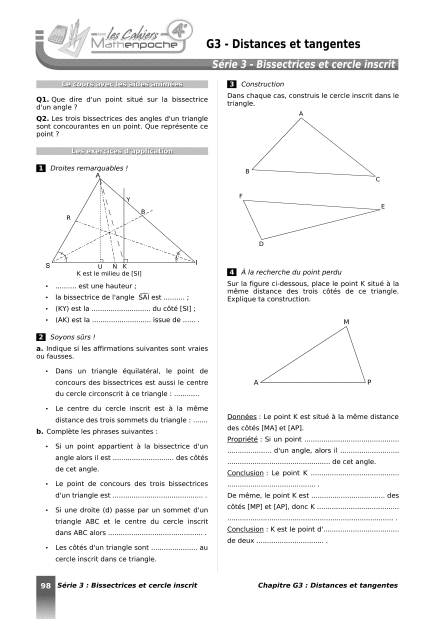 les Cahiers
Mathenpoche
4e
G3 - Distances et tangentes
Série 3 - Bissectrices et cercle inscrit
Le cours avec les aides animées
Q1. Que dire d'un point situé sur la bissectrice
d'un angle ?
Q2. Les trois bissectrices des angles d'un triangle
sont concourantes en un point. Que représente ce
point ?
Les exercices d'application
1 Droites remarquables !
A
Y
B
R
S
U
N
K
I
K est le milieu de [SI]
• .......... est une hauteur ;
• la bissectrice de l'angle SAI est .......... ;
• (KY) est la ............................ du côté [SI] ;
• (AK) est la ............................ issue de ...... .
2 Soyons sûrs !
a. Indique si les affirmations suivantes sont vraies
ou fausses.
• Dans un triangle équilatéral, le point de
concours des bissectrices est aussi le centre
du cercle circonscrit à ce triangle : ............
• Le centre du cercle inscrit est à la même
distance des trois sommets du triangle : .......
b. Complète les phrases suivantes :
• Si un point appartient à la bissectrice d'un
angle alors il est ............................. des côtés
de cet angle.
• Le point de concours des trois bissectrices
d'un triangle est ........................................... .
• Si une droite (d) passe par un sommet d'un
triangle ABC et le centre du cercle inscrit
dans ABC alors ............................................. .
• Les côtés d'un triangle sont ...................... au
cercle inscrit dans ce triangle.
3 Construction
Dans chaque cas, construis le cercle inscrit dans le
triangle.
A
B
C
F
E
D
4 À la recherche du point perdu
Sur la figure ci-dessous, place le point K situé à la
même distance des trois côtés de ce triangle.
Explique ta construction.
M
A
P
Données : Le point K est situé à la même distance
des côtés [MA] et [AP].
Propriété : Si un point ............................................
..................... d'un angle, alors il ............................
................................................. de cet angle.
Conclusion : Le point K ..........................................
.......................................... .
De même, le point K est .................................. des
côtés [MP] et [AP], donc K ......................................
............................................................................... .
Conclusion : K est le point d'...................................
de deux ................................ .
98
Série 3 : Bissectrices et cercle inscrit
Chapitre G3 : Distances et tangentes